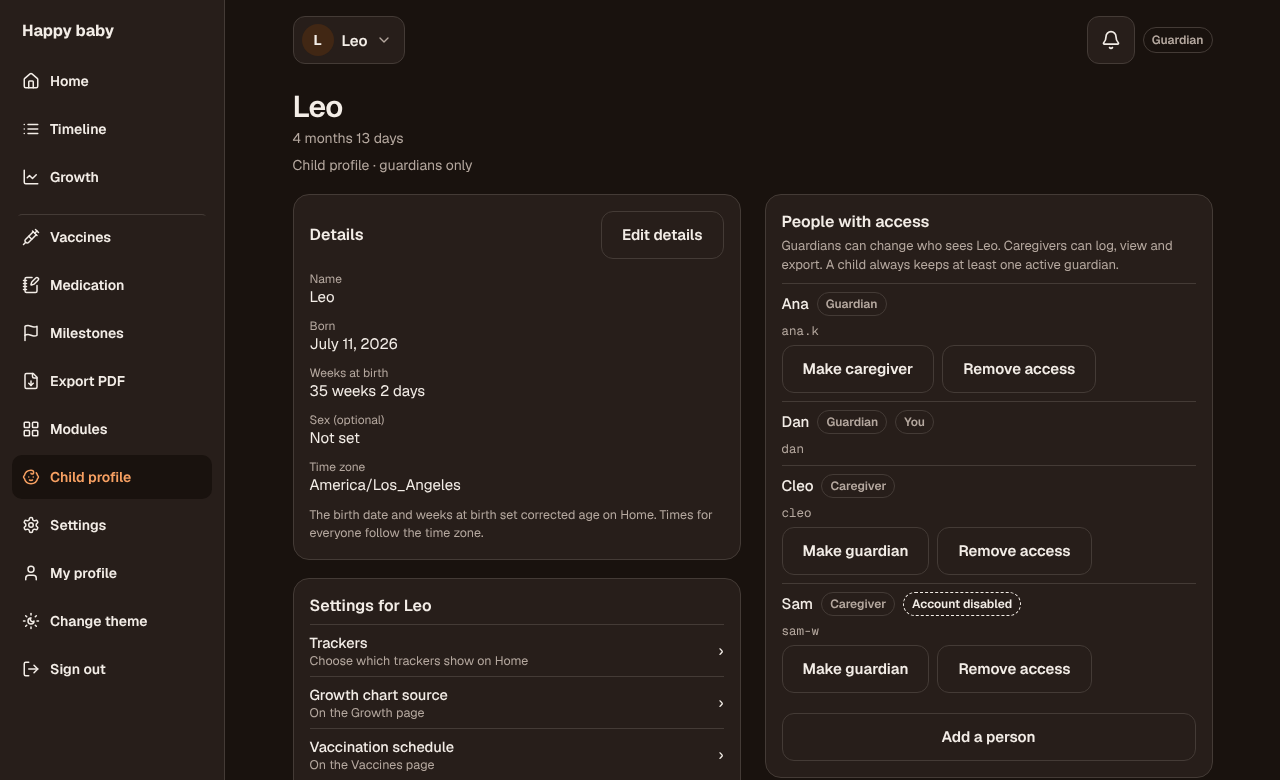 Happy baby
Home
Timeline
Growth
Vaccines
Medication
Milestones
Export PDF
Modules
Child profile
Settings
My profile
Change theme
Sign out
L Leo
Guardian
Leo
4 months 13 days
Child profile · guardians only
Details
Edit details
Name
Leo
Born
July 11, 2026
Weeks at birth
35 weeks 2 days
Sex (optional)
Not set
Time zone
America/Los_Angeles
The birth date and weeks at birth set corrected age on Home. Times for
everyone follow the time zone.
Settings for Leo
Trackers
Choose which trackers show on Home
Growth chart source
On the Growth page
Vaccination schedule
On the Vaccines page
People with access
Guardians can change who sees Leo. Caregivers can log, view and
export. A child always keeps at least one active guardian.
Ana Guardian
ana.k
Make caregiver Remove access
Dan Guardian You
dan
Cleo Caregiver
cleo
Make guardian Remove access
Sam Caregiver Account disabled
sam-w
Make guardian Remove access
Add a person